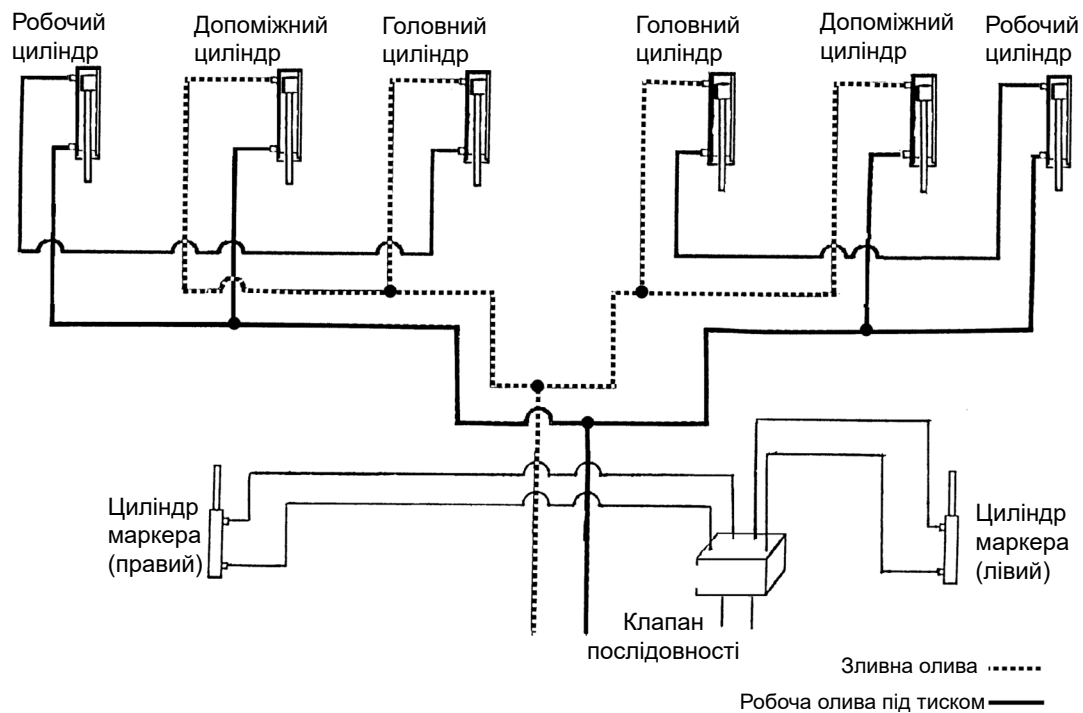 Робочий
циліндр
Допоміжний
циліндр
Головний
циліндр
Головний
циліндр
Допоміжний
циліндр
Робочий
циліндр
Циліндр
маркера
(правий)
Циліндр
маркера
(лівий)
Клапан
послідовності
Зливна олива
Робоча олива під тиском